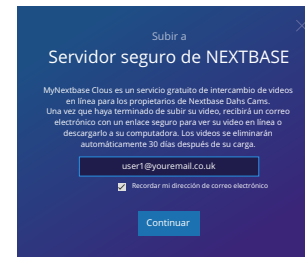 Subir a
Servidor seguro de NEXTBASE
MyNextbase Clous es un servicio gratuito de intercambio de videos
en línea para los propietarios de Nextbase Dahs Cams.
Una vez que haya terminado de subir su video, recibirá un correo
electrónico con un enlace seguro para ver su video en línea o
descargarlo a su computadora. Los videos se eliminarán
automáticamente 30 días después de su carga.
user1@youremail.co.uk
Recordar mi dirección de correo electrónico
Continuar